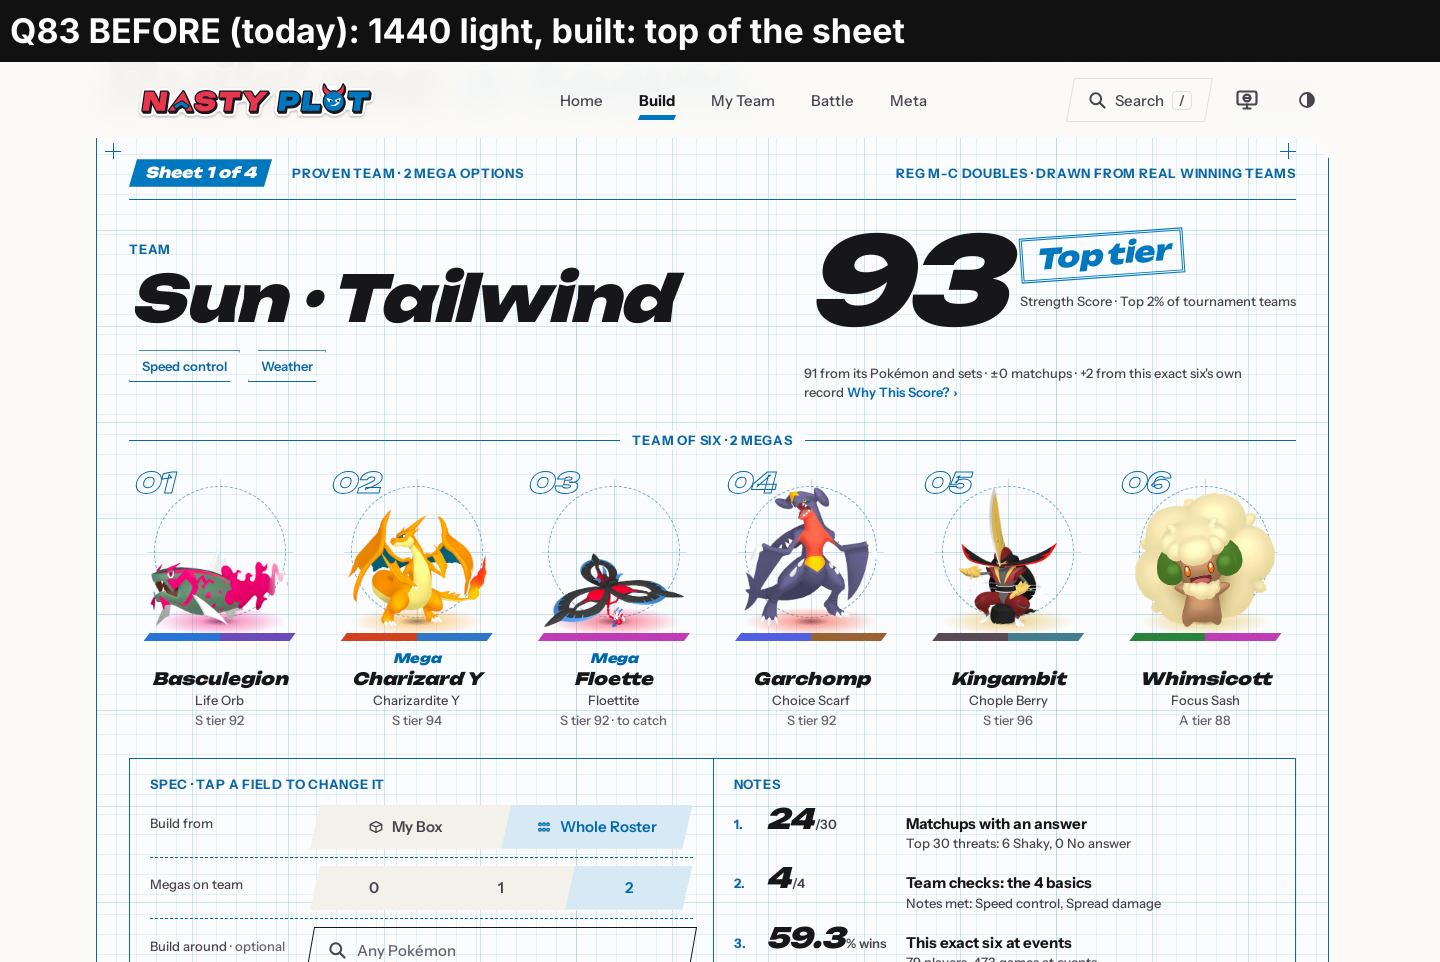 Q83 BEFORE (today): 1440 light, built: top of the sheet
NASTY PLOT
Home Build My Team Battle Meta Search /
Sheet 1 of 4 PROVEN TEAM · 2 MEGA OPTIONS REG M-C DOUBLES · DRAWN FROM REAL WINNING TEAMS
TEAM
Sun · Tailwind
93 Top tier
Strength Score · Top 2% of tournament teams
Speed control Weather
91 from its Pokémon and sets · ±0 matchups · +2 from this exact six's own
record Why This Score? ›
TEAM OF SIX · 2 MEGAS
01 02 03 04 05 06
Mega Mega
Basculegion Charizard Y Floette Garchomp Kingambit Whimsicott
Life Orb Charizardite Y Floettite Choice Scarf Chople Berry Focus Sash
S tier 92 S tier 94 S tier 92 · to catch S tier 92 S tier 96 A tier 88
SPEC · TAP A FIELD TO CHANGE IT
Build from My Box Whole Roster
Megas on team 0 1 2
Build around · optional Any Pokémon
NOTES
1. 24/30 Matchups with an answer
Top 30 threats: 6 Shaky, 0 No answer
2. 4/4 Team checks: the 4 basics
Notes met: Speed control, Spread damage
3. 59.3% wins This exact six at events
79 players, 473 games at events